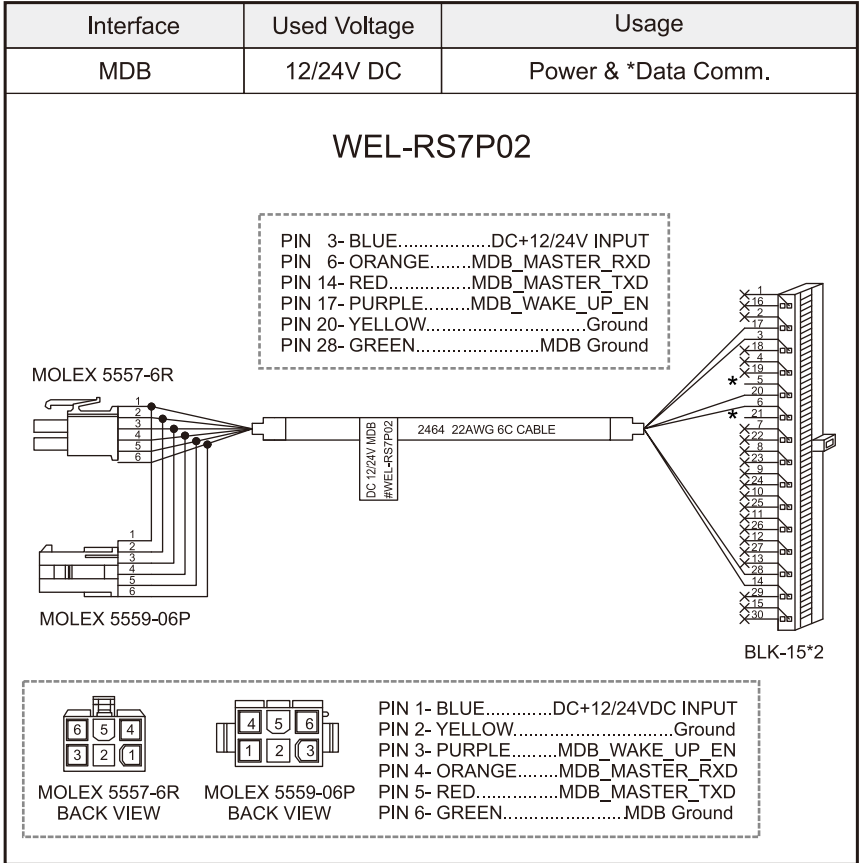 Interface Used Voltage Usage
MDB 12/24V DC Power & *Data Comm.
WEL-RS7P02
PIN 3- BLUE..................DC+12/24V INPUT
PIN 6- ORANGE........MDB_MASTER_RXD
PIN 14- RED..............MDB_MASTER_TXD
PIN 17- PURPLE.......MDB_WAKE_UP_EN
PIN 20- YELLOW.............................Ground
PIN 28- GREEN......................MDB Ground
MOLEX 5557-6R
1
2
3
4
5
6
DC 12/24V MDB
#WEL-RS7P02
2464 22AWG 6C CABLE
1
16
2
17
3
18
4
19
* 5
20
6
* 21
7
22
8
23
9
24
10
25
11
26
12
27
13
28
14
29
15
30
BLK-15*2
1
2
3
4
5
6
MOLEX 5559-06P
6 5 4
3 2 1
MOLEX 5557-6R
BACK VIEW
4 5 6
1 2 3
MOLEX 5559-06P
BACK VIEW
PIN 1- BLUE............DC+12/24VDC INPUT
PIN 2- YELLOW...........................Ground
PIN 3- PURPLE.......MDB_WAKE_UP_EN
PIN 4- ORANGE........MDB_MASTER_RXD
PIN 5- RED..............MDB_MASTER_TXD
PIN 6- GREEN.....................MDB Ground